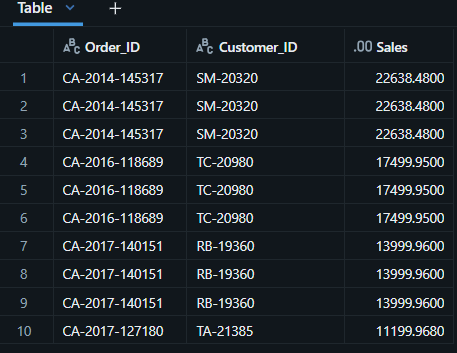 Table +
ABC Order_ID ABC Customer_ID .00 Sales
1 CA-2014-145317 SM-20320 22638.4800
2 CA-2014-145317 SM-20320 22638.4800
3 CA-2014-145317 SM-20320 22638.4800
4 CA-2016-118689 TC-20980 17499.9500
5 CA-2016-118689 TC-20980 17499.9500
6 CA-2016-118689 TC-20980 17499.9500
7 CA-2017-140151 RB-19360 13999.9600
8 CA-2017-140151 RB-19360 13999.9600
9 CA-2017-140151 RB-19360 13999.9600
10 CA-2017-127180 TA-21385 11199.9680